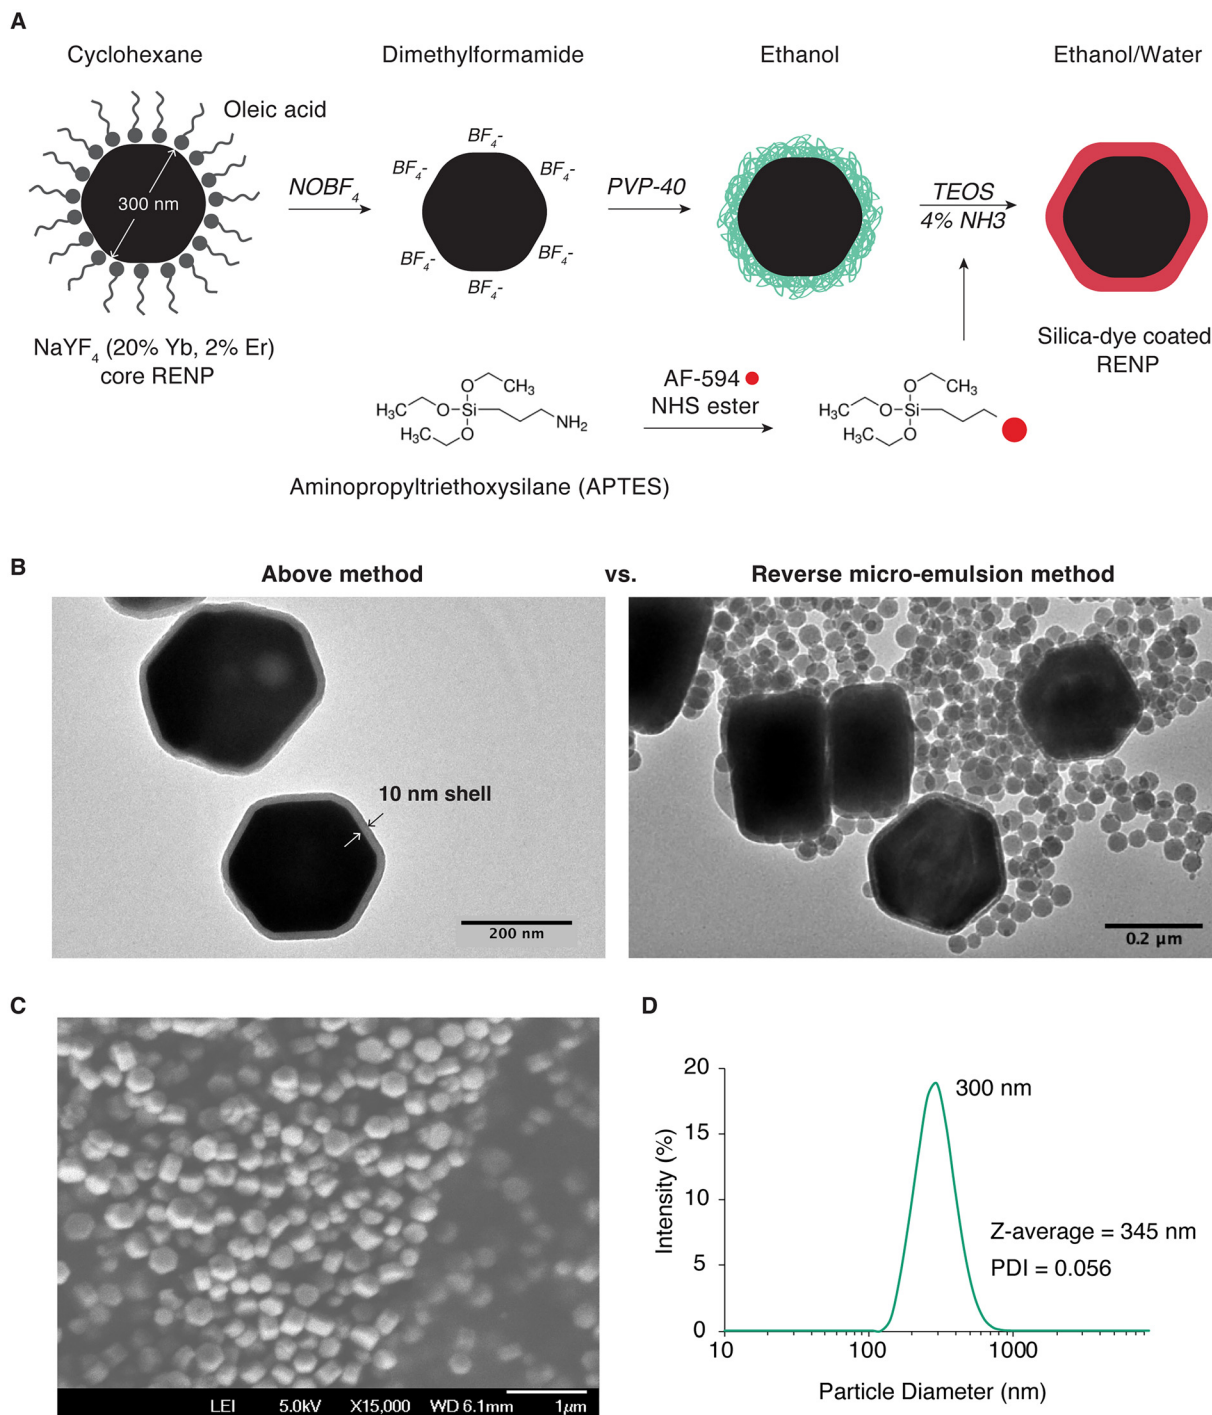 A
Cyclohexane
Dimethylformamide
Ethanol
Ethanol/Water
Oleic acid
300 nm
NOBF4
BF4-
BF4-
BF4-
BF4-
BF4-
BF4-
PVP-40
TEOS
4% NH3
NaYF4 (20% Yb, 2% Er)
core RENP
Silica-dye coated
RENP
H3C
O
CH3
H3C
O
Si
NH2
H3C
O
AF-594
NHS ester
H3C
O
CH3
H3C
O
Si
H3C
O
Aminopropyltriethoxysilane (APTES)
B
Above method
vs.
Reverse micro-emulsion method
10 nm shell
200 nm
0.2 µm
C
LEI 5.0kV X15,000 WD 6.1mm 1µm
D
Intensity (%)
20
15
10
5
0
10
100
1000
300 nm
Z-average = 345 nm
PDI = 0.056
Particle Diameter (nm)